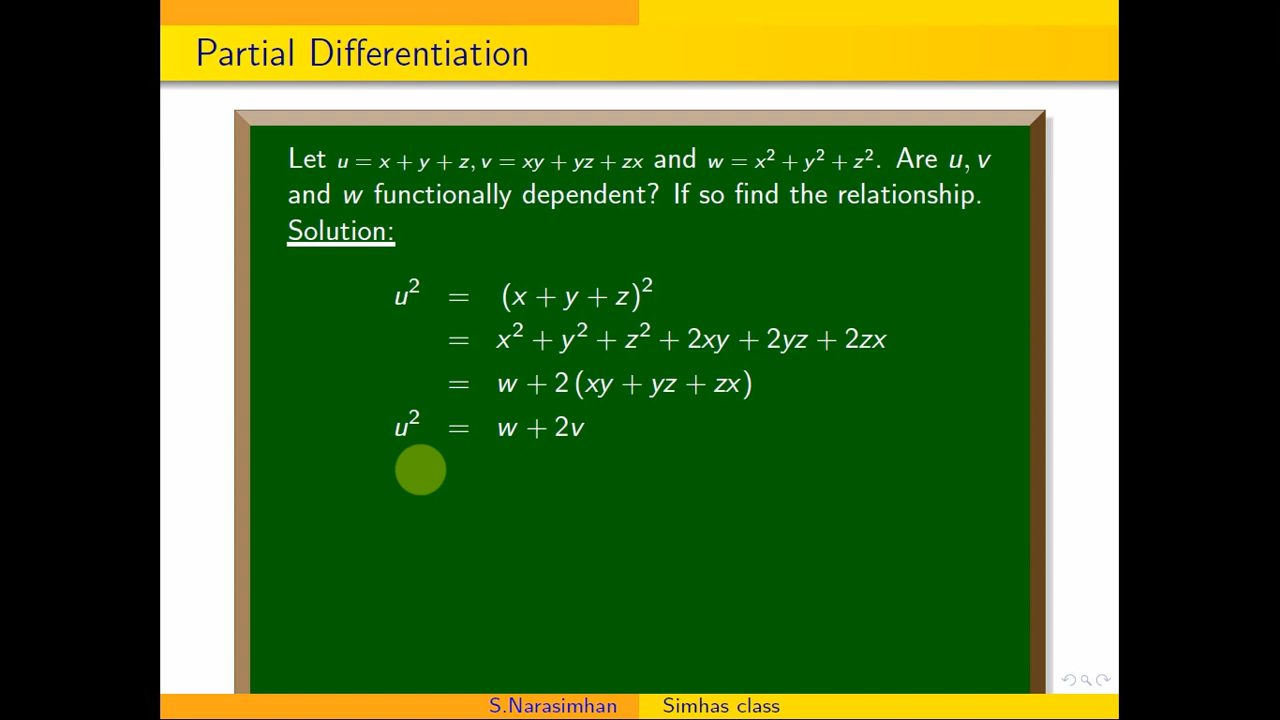 Partial Differentiation
Let u = x + y + z, v = xy + yz + zx and w = x² + y² + z². Are u, v
and w functionally dependent? If so find the relationship.
Solution:
u² = (x + y + z)²
= x² + y² + z² + 2xy + 2yz + 2zx
= w + 2(xy + yz + zx)
u² = w + 2v
S.Narasimhan Simhas class